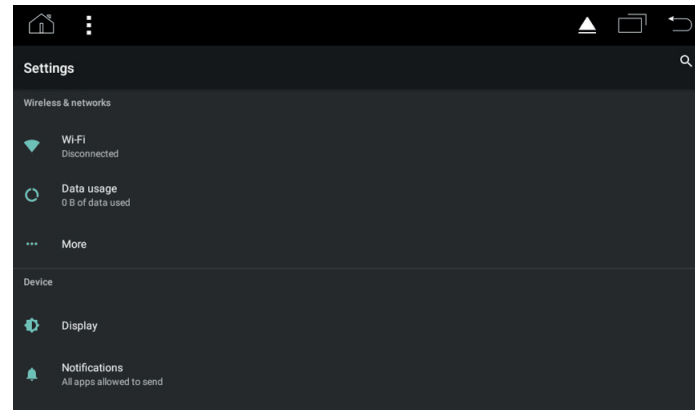 Settings
Wireless & networks
Wi-Fi
Disconnected
Data usage
0 B of data used
More
Device
Display
Notifications
All apps allowed to send